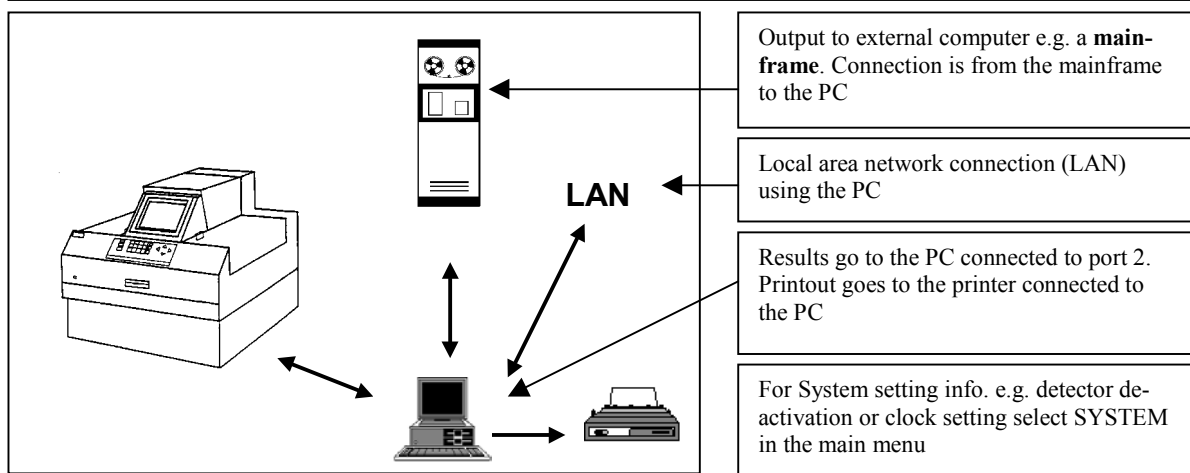 Output to external computer e.g. a main-
frame. Connection is from the mainframe
to the PC
LAN
Local area network connection (LAN)
using the PC
Results go to the PC connected to port 2.
Printout goes to the printer connected to
the PC
For System setting info. e.g. detector de-
activation or clock setting select SYSTEM
in the main menu